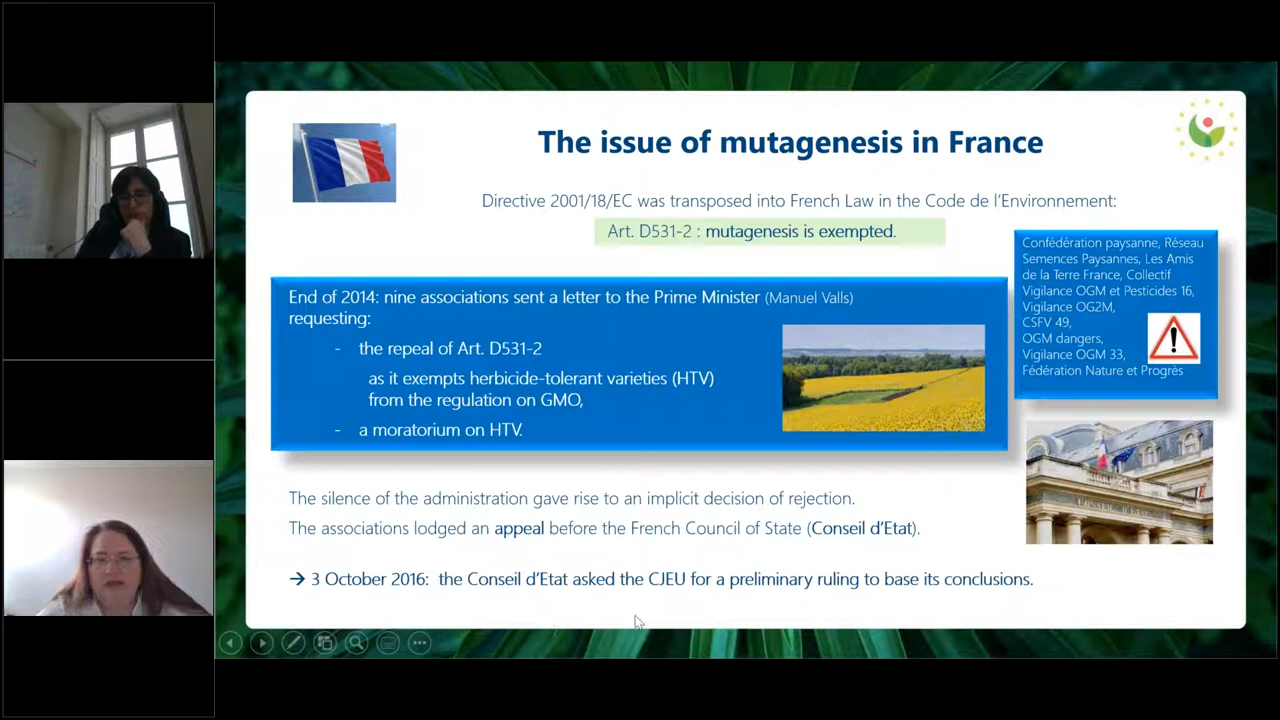 The issue of mutagenesis in France
Directive 2001/18/EC was transposed into French Law in the Code de l'Environnement:
Art. D531-2 : mutagenesis is exempted.
End of 2014: nine associations sent a letter to the Prime Minister (Manuel Valls)
requesting:
- the repeal of Art. D531-2
as it exempts herbicide-tolerant varieties (HTV)
from the regulation on GMO,
- a moratorium on HTV.
Confédération paysanne, Réseau
Semences Paysannes, Les Amis
de la Terre France, Collectif
Vigilance OGM et Pesticides 16,
Vigilance OG2M,
CSFV 49,
OGM dangers,
Vigilance OGM 33,
Fédération Nature et Progrès
CONSEIL D'ETAT
The silence of the administration gave rise to an implicit decision of rejection.
The associations lodged an appeal before the French Council of State (Conseil d'Etat).
→ 3 October 2016: the Conseil d'Etat asked the CJEU for a preliminary ruling to base its conclusions.